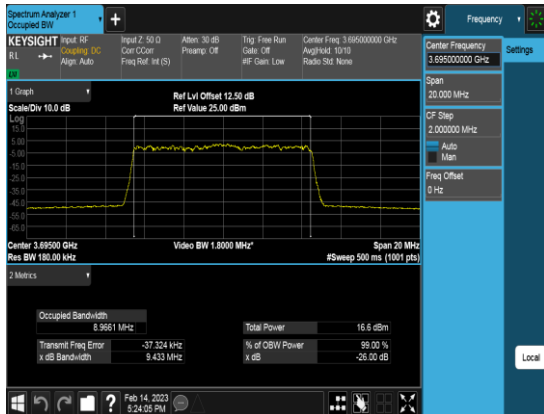 Spectrum Analyzer 1
Occupied BW
+
Frequency
KEYSIGHT
Input: RF
Input Z: 50 Ω
Atten: 30 dB
Trig: Free Run
Center Freq: 3.695000000 GHz
RL
Coupling: DC
Corr CCorr
Preamp: Off
Gate: Off
Avg|Hold: 10/10
Align: Auto
Freq Ref: Int (S)
#IF Gain: Low
Radio Std: None
Center Frequency
3.695000000 GHz
Settings
Span
20.000 MHz
CF Step
2.000000 MHz
Auto
Man
Freq Offset
0 Hz
Local
1 Graph
Ref Lvl Offset 12.50 dB
Scale/Div 10.0 dB
Ref Value 25.00 dBm
Log
15.0
5.00
-5.00
-15.0
-25.0
-35.0
-45.0
-55.0
-65.0
Center 3.69500 GHz
Video BW 1.8000 MHz*
Span 20 MHz
Res BW 180.00 kHz
#Sweep 500 ms (1001 pts)
2 Metrics
Occupied Bandwidth
8.9661 MHz
Total Power
16.6 dBm
Transmit Freq Error
-37.324 kHz
% of OBW Power
99.00 %
x dB Bandwidth
9.433 MHz
x dB
-26.00 dB
?
Feb 14, 2023
5:24:05 PM